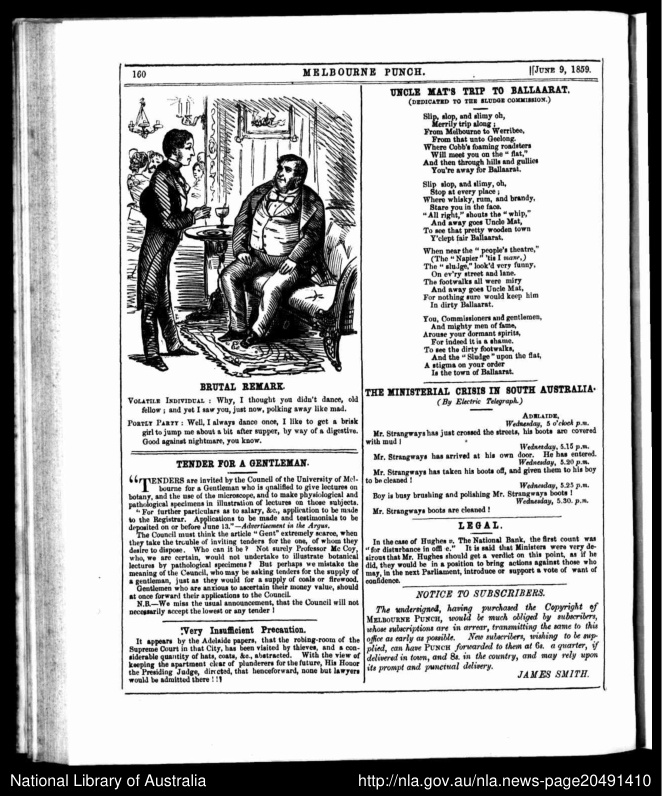 160
MELBOURNE PUNCH.
[JUNE 9, 1859.
BRUTAL REMARK.
VOLATILE INDIVIDUAL : Why, I thought you didn't dance, old
fellow ; and yet I saw you, just now, polking away like mad.
PORTLY PARTY : Well, I always dance once, I like to get a brisk
girl to jump me about a bit after supper, by way of a digestive.
Good against nightmare, you know.
TENDER FOR A GENTLEMAN.
"TENDERS are invited by the Council of the University of Mel-
bourne for a Gentleman who is qualified to give lectures on
botany, and the use of the microscope, and to make physiological and
pathological specimens in illustration of lectures on those subjects.
"For further particulars as to salary, &c., application to be made
to the Registrar. Applications to be made and testimonials to be
deposited on or before June 13."—Advertisement in the Argus.
The Council must think the article "Gent" extremely scarce, when
they take the trouble of inviting tenders for the one, of whom they
desire to dispose. Who can it be ? Not surely Professor Mc Coy,
who, we are certain, would not undertake to illustrate botanical
lectures by pathological specimens ? But perhaps we mistake the
meaning of the Council, who may be asking tenders for the supply of
a gentleman, just as they would for a supply of coals or firewood.
Gentlemen who are anxious to ascertain their money value, should
at once forward their applications to the Council.
N.B.—We miss the usual announcement, that the Council will not
necessarily accept the lowest or any tender !
Very Insufficient Precaution.
It appears by the Adelaide papers, that the robing-room of the
Supreme Court in that City, has been visited by thieves, and a con-
siderable quantity of hats, coats, &c., abstracted. With the view of
keeping the apartment clear of plunderers for the future, His Honor
the Presiding Judge, directed, that henceforward, none but lawyers
would be admitted there ! ! !
UNCLE MAT'S TRIP TO BALLAARAT.
(DEDICATED TO THE SLUDGE COMMISSION.)
Slip, slop, and slimy oh,
Merrily trip along ;
From Melbourne to Werribee,
From that unto Geelong.
Where Cobb's foaming roadsters
Will meet you on the "flat,"
And then through hills and gullies
You're away for Ballaarat.
Slip slop, and slimy, oh,
Stop at every place ;
Where whisky, rum, and brandy,
Stare you in the face.
"All right," shouts the "whip,"
And away goes Uncle Mat,
To see that pretty wooden town
Y'clept fair Ballaarat.
When near the "people's theatre,"
(The "Napier" 'tis I mane,)
The "sludge," look'd very funny,
On ev'ry street and lane.
The footwalks all were miry
And away goes Uncle Mat,
For nothing sure would keep him
In dirty Ballaarat.
You, Commissioners and gentlemen,
And mighty men of fame,
Arouse your dormant spirits,
For indeed it is a shame.
To see the dirty footwalks,
And the "Sludge" upon the flat,
A stigma on your order
Is the town of Ballaarat.
THE MINISTERIAL CRISIS IN SOUTH AUSTRALIA.
(By Electric Telegraph.)
ADELAIDE,
Wednesday, 5 o'clock p.m.
Mr. Strangways has just crossed the streets, his boots are covered
with mud !
Wednesday, 5.15 p.m.
Mr. Strangways has arrived at his own door. He has entered.
Wednesday, 5.20 p.m.
Mr. Strangways has taken his boots off, and given them to his boy
to be cleaned !
Wednesday, 5.25 p.m.
Boy is busy brushing and polishing Mr. Strangways boots !
Wednesday, 5.30. p.m.
Mr. Strangways boots are cleaned !
LEGAL.
In the case of Hughes v. The National Bank, the first count was
"for disturbance in offi e." It is said that Ministers were very de-
sirous that Mr. Hughes should get a verdict on this point, as if he
did, they would be in a position to bring actions against those who
may, in the next Parliament, introduce or support a vote of want of
confidence.
NOTICE TO SUBSCRIBERS.
The undersigned, having purchased the Copyright of
MELBOURNE PUNCH, would be much obliged by subscribers,
whose subscriptions are in arrear, transmitting the same to this
office as early as possible. New subscribers, wishing to be sup-
plied, can have PUNCH forwarded to them at 6s. a quarter, if
delivered in town, and 8s. in the country, and may rely upon
its prompt and punctual delivery.
JAMES SMITH.
National Library of Australia
http://nla.gov.au/nla.news-page20491410